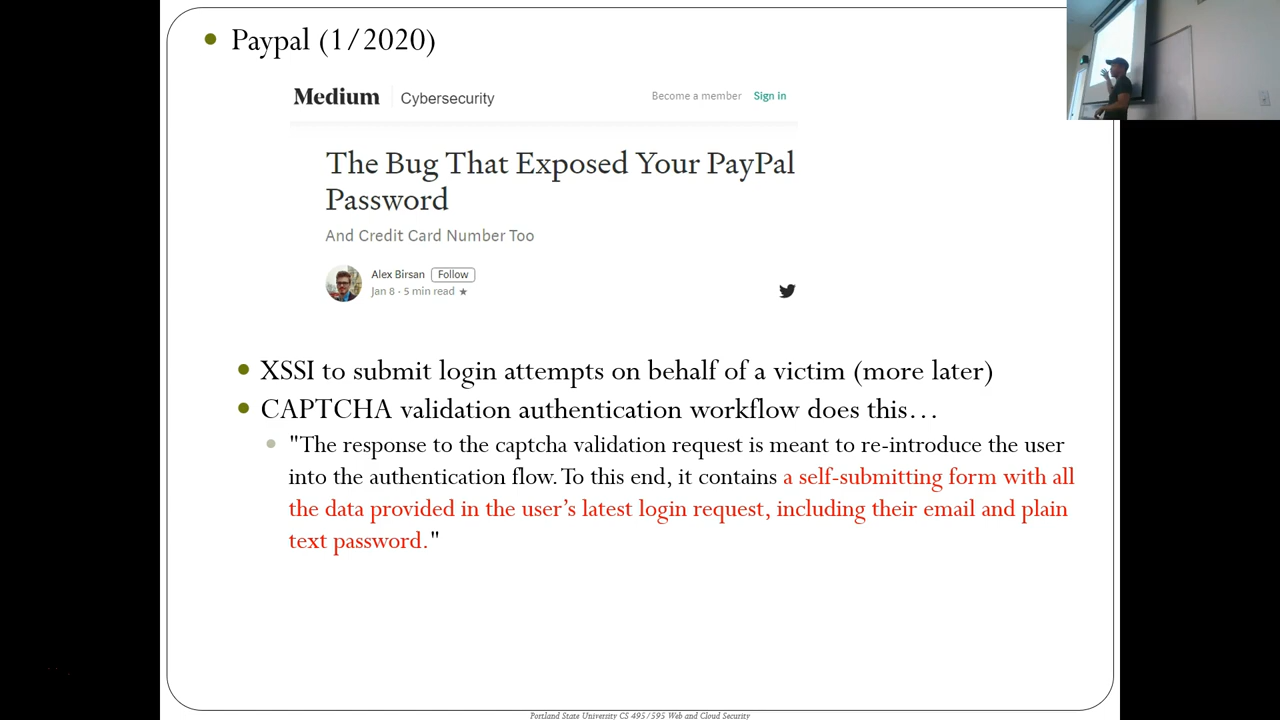 Paypal (1/2020)
Medium Cybersecurity Become a member Sign in
The Bug That Exposed Your PayPal
Password
And Credit Card Number Too
Alex Birsan Follow
Jan 8 · 5 min read ★
XSSI to submit login attempts on behalf of a victim (more later)
CAPTCHA validation authentication workflow does this…
"The response to the captcha validation request is meant to re-introduce the user
into the authentication flow. To this end, it contains a self-submitting form with all
the data provided in the user's latest login request, including their email and plain
text password."
Portland State University CS 495/595 Web and Cloud Security